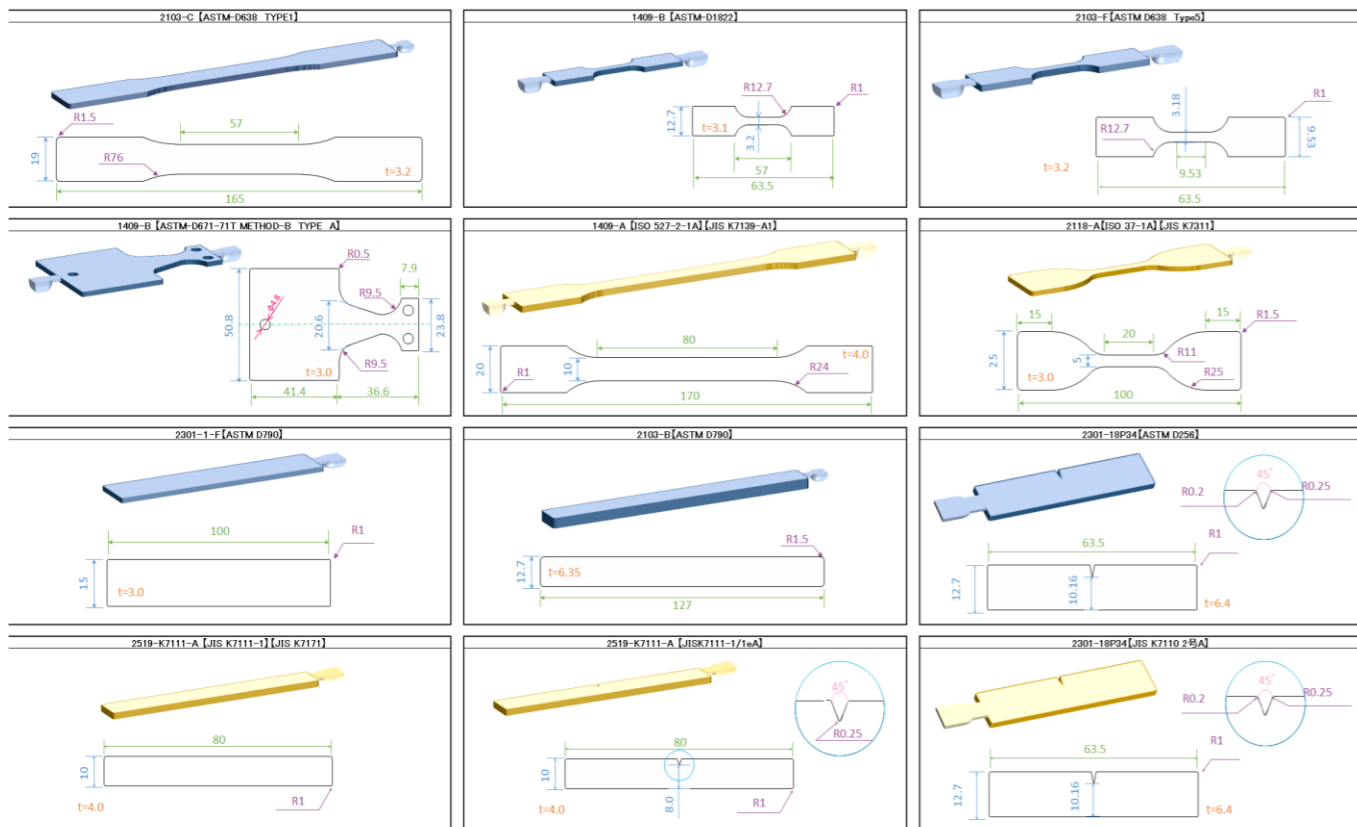 2103-C 【ASTM-D638 TYPE1】
R1.5
57
19
R76
t=3.2
165
1409-B 【ASTM-D1822】
R12.7
R1
12.7
t=3.1
3.2
57
63.5
2103-F【ASTM D638 Type5】
R1
3.18
R12.7
9.53
t=3.2
9.53
63.5
1409-B 【ASTM-D671-71T METHOD-B TYPE A】
R0.5
7.9
φ4.8
R9.5
50.8
20.6
23.8
R9.5
t=3.0
41.4
36.6
1409-A 【ISO 527-2-1A】【JIS K7139-A1】
80
t=4.0
20
10
R1
R24
170
2118-A【ISO 37-1A】【JIS K7311】
15
15
20
R1.5
25
5
R11
t=3.0
R25
100
2301-1-F【ASTM D790】
100
R1
15
t=3.0
2103-B【ASTM D790】
R1.5
12.7
t=6.35
127
2301-18P34【ASTM D256】
45°
R0.2
R0.25
63.5
R1
12.7
10.16
t=6.4
2519-K7111-A 【JIS K7111-1】【JIS K7171】
80
10
t=4.0
R1
2519-K7111-A 【JISK7111-1/1eA】
45°
R0.25
80
10
8.0
t=4.0
R1
2301-18P34【JIS K7110 2号A】
45°
R0.2
R0.25
63.5
R1
12.7
10.16
t=6.4